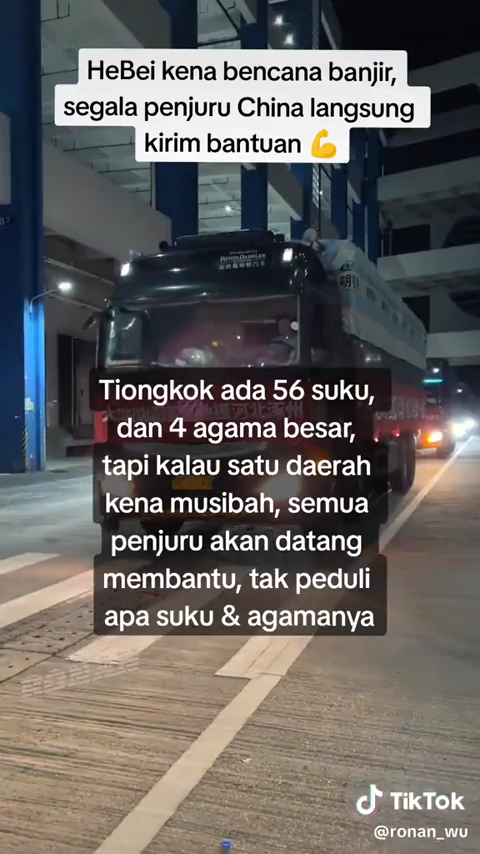 HeBei kena bencana banjir,
segala penjuru China langsung
kirim bantuan 💪
Tiongkok ada 56 suku,
dan 4 agama besar,
tapi kalau satu daerah
kena musibah, semua
penjuru akan datang
membantu, tak peduli
apa suku & agamanya
TikTok
@ronan_wu